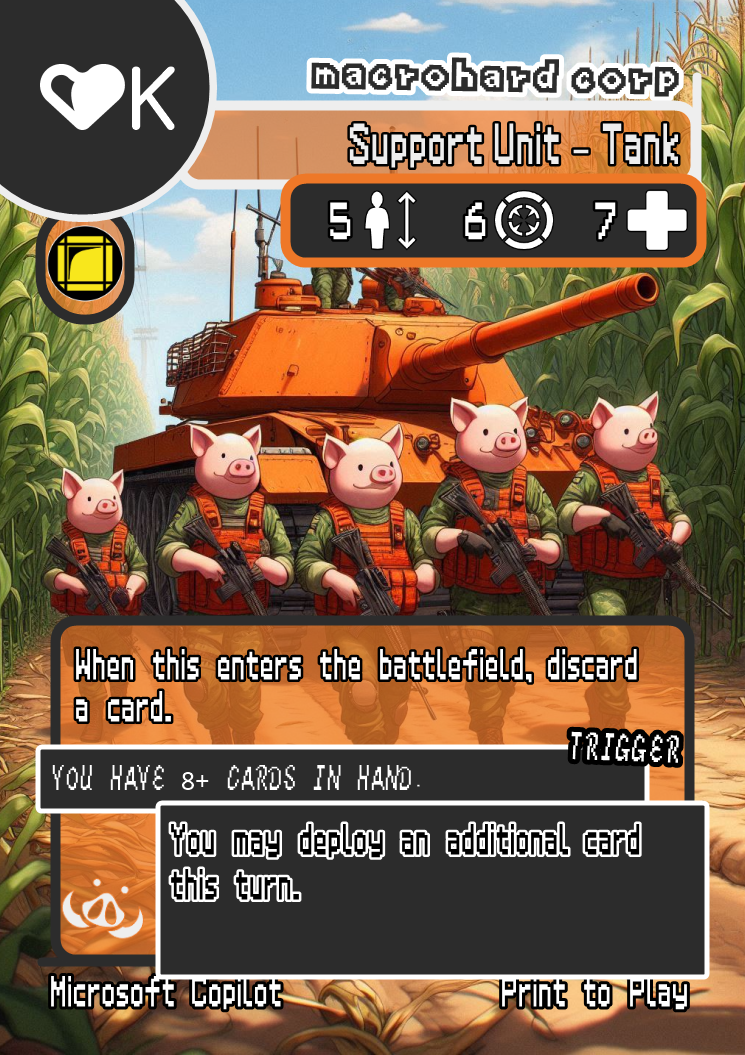 K
macrohard corp
Support Unit - Tank
5 6 7
When this enters the battlefield, discard
a card.
TRIGGER
YOU HAVE 8+ CARDS IN HAND.
You may deploy an additional card
this turn.
Microsoft Copilot Print to Play